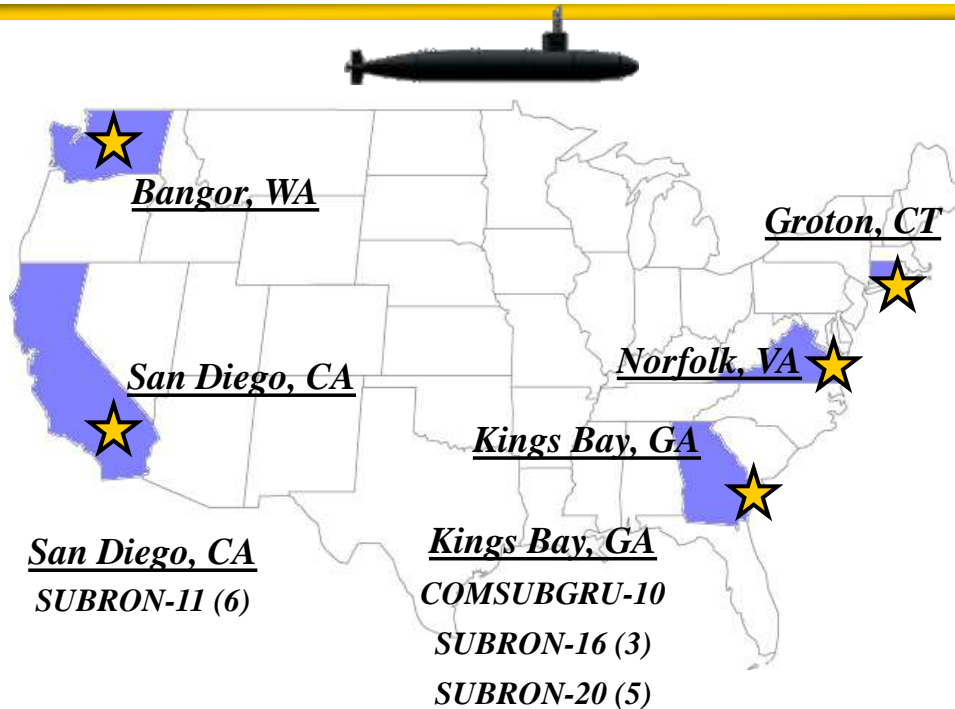 Bangor, WA
Groton, CT
San Diego, CA
Norfolk, VA
Kings Bay, GA
San Diego, CA
SUBRON-11 (6)
Kings Bay, GA
COMSUBGRU-10
SUBRON-16 (3)
SUBRON-20 (5)